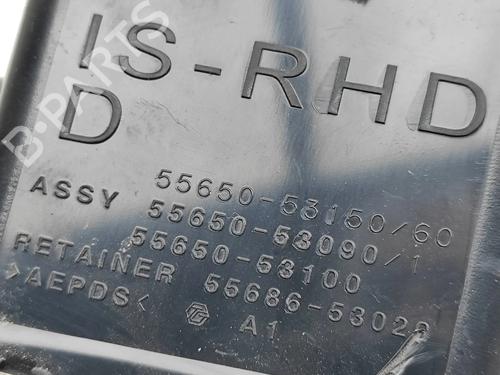 IS-RHD
D
55650-53150/60
ASSY 55650-53090/1
55650-53100
RETAINER 55686-53020
>AEPDS< A1
B-PARTS